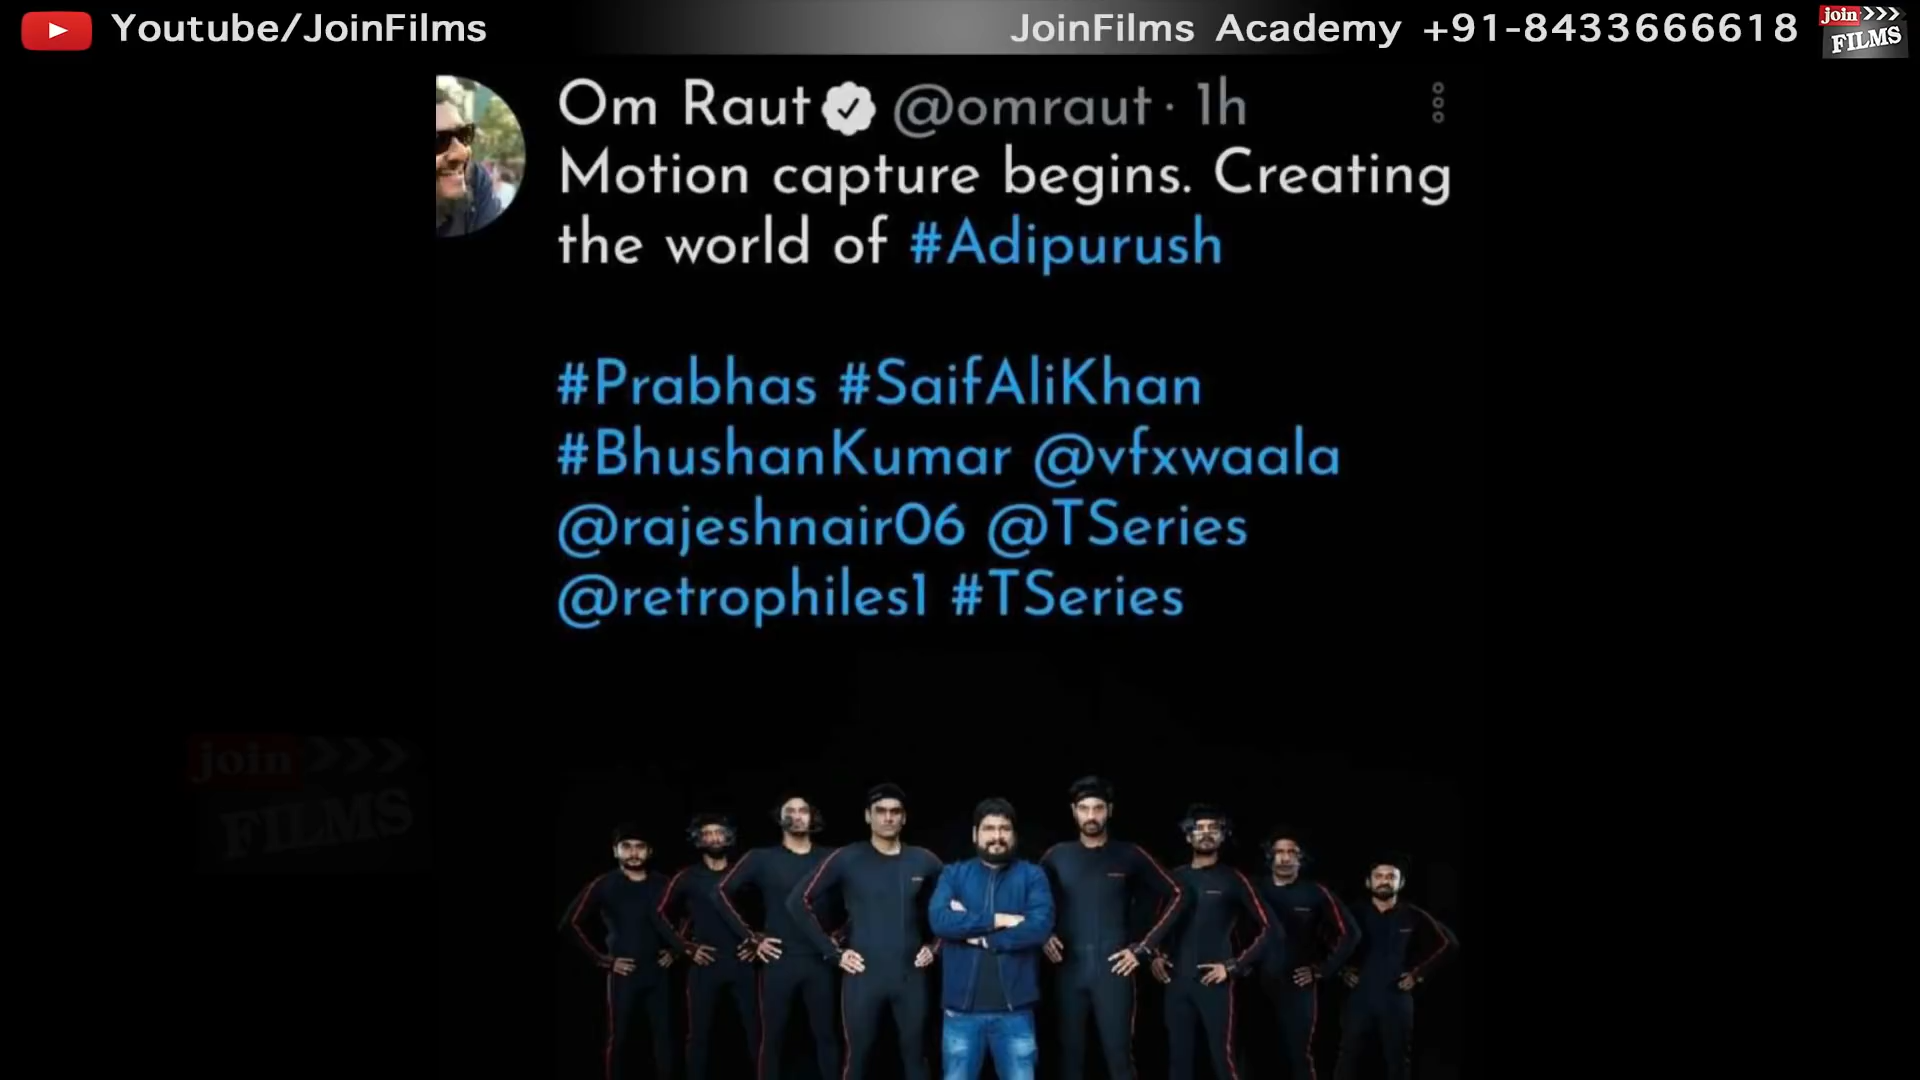 Youtube/JoinFilms
JoinFilms Academy +91-8433666618
join
FILMS
Om Raut @omraut · 1h
Motion capture begins. Creating
the world of #Adipurush
#Prabhas #SaifAliKhan
#BhushanKumar @vfxwaala
@rajeshnair06 @TSeries
@retrophiles1 #TSeries
join
FILMS